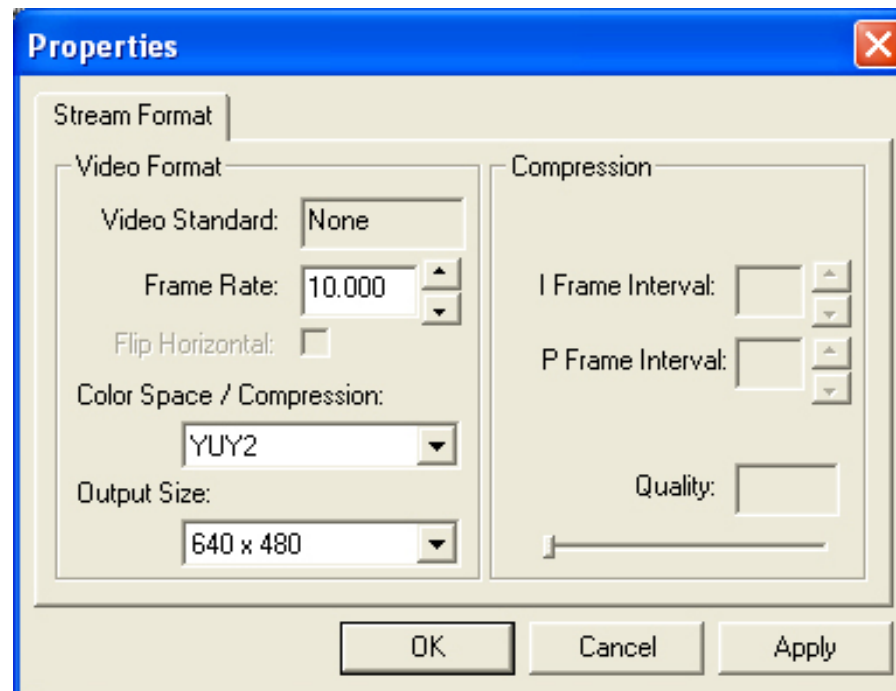 Properties
Stream Format
Video Format
Video Standard: None
Frame Rate: 10.000
Flip Horizontal:
Color Space / Compression:
YUY2
Output Size:
640 x 480
Compression
I Frame Interval:
P Frame Interval:
Quality:
OK Cancel Apply